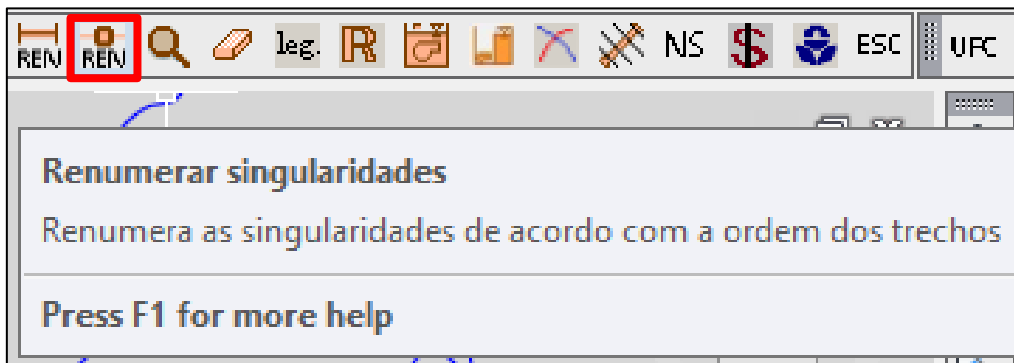 REN REN leg. R NS $ ESC UFC
Renumerar singularidades
Renumera as singularidades de acordo com a ordem dos trechos
Press F1 for more help